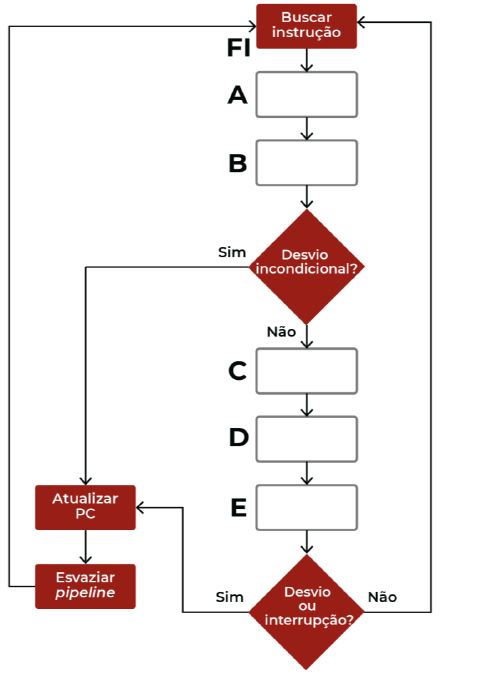 Buscar
instrução
FI
A
B
Desvio
incondicional?
Sim
Não
C
D
E
Atualizar
PC
Esvaziar
pipeline
Desvio
ou
interrupção?
Sim
Não